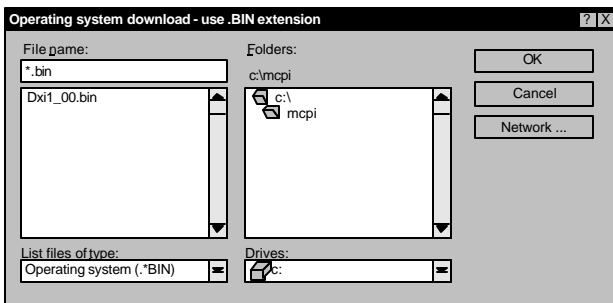 Operating system download - use .BIN extension ? X
File name:
*.bin
Dxi1_00.bin
List files of type:
Operating system (.*BIN)
Folders:
c:\mcpi
c:\
mcpi
Drives:
c:
OK
Cancel
Network ...